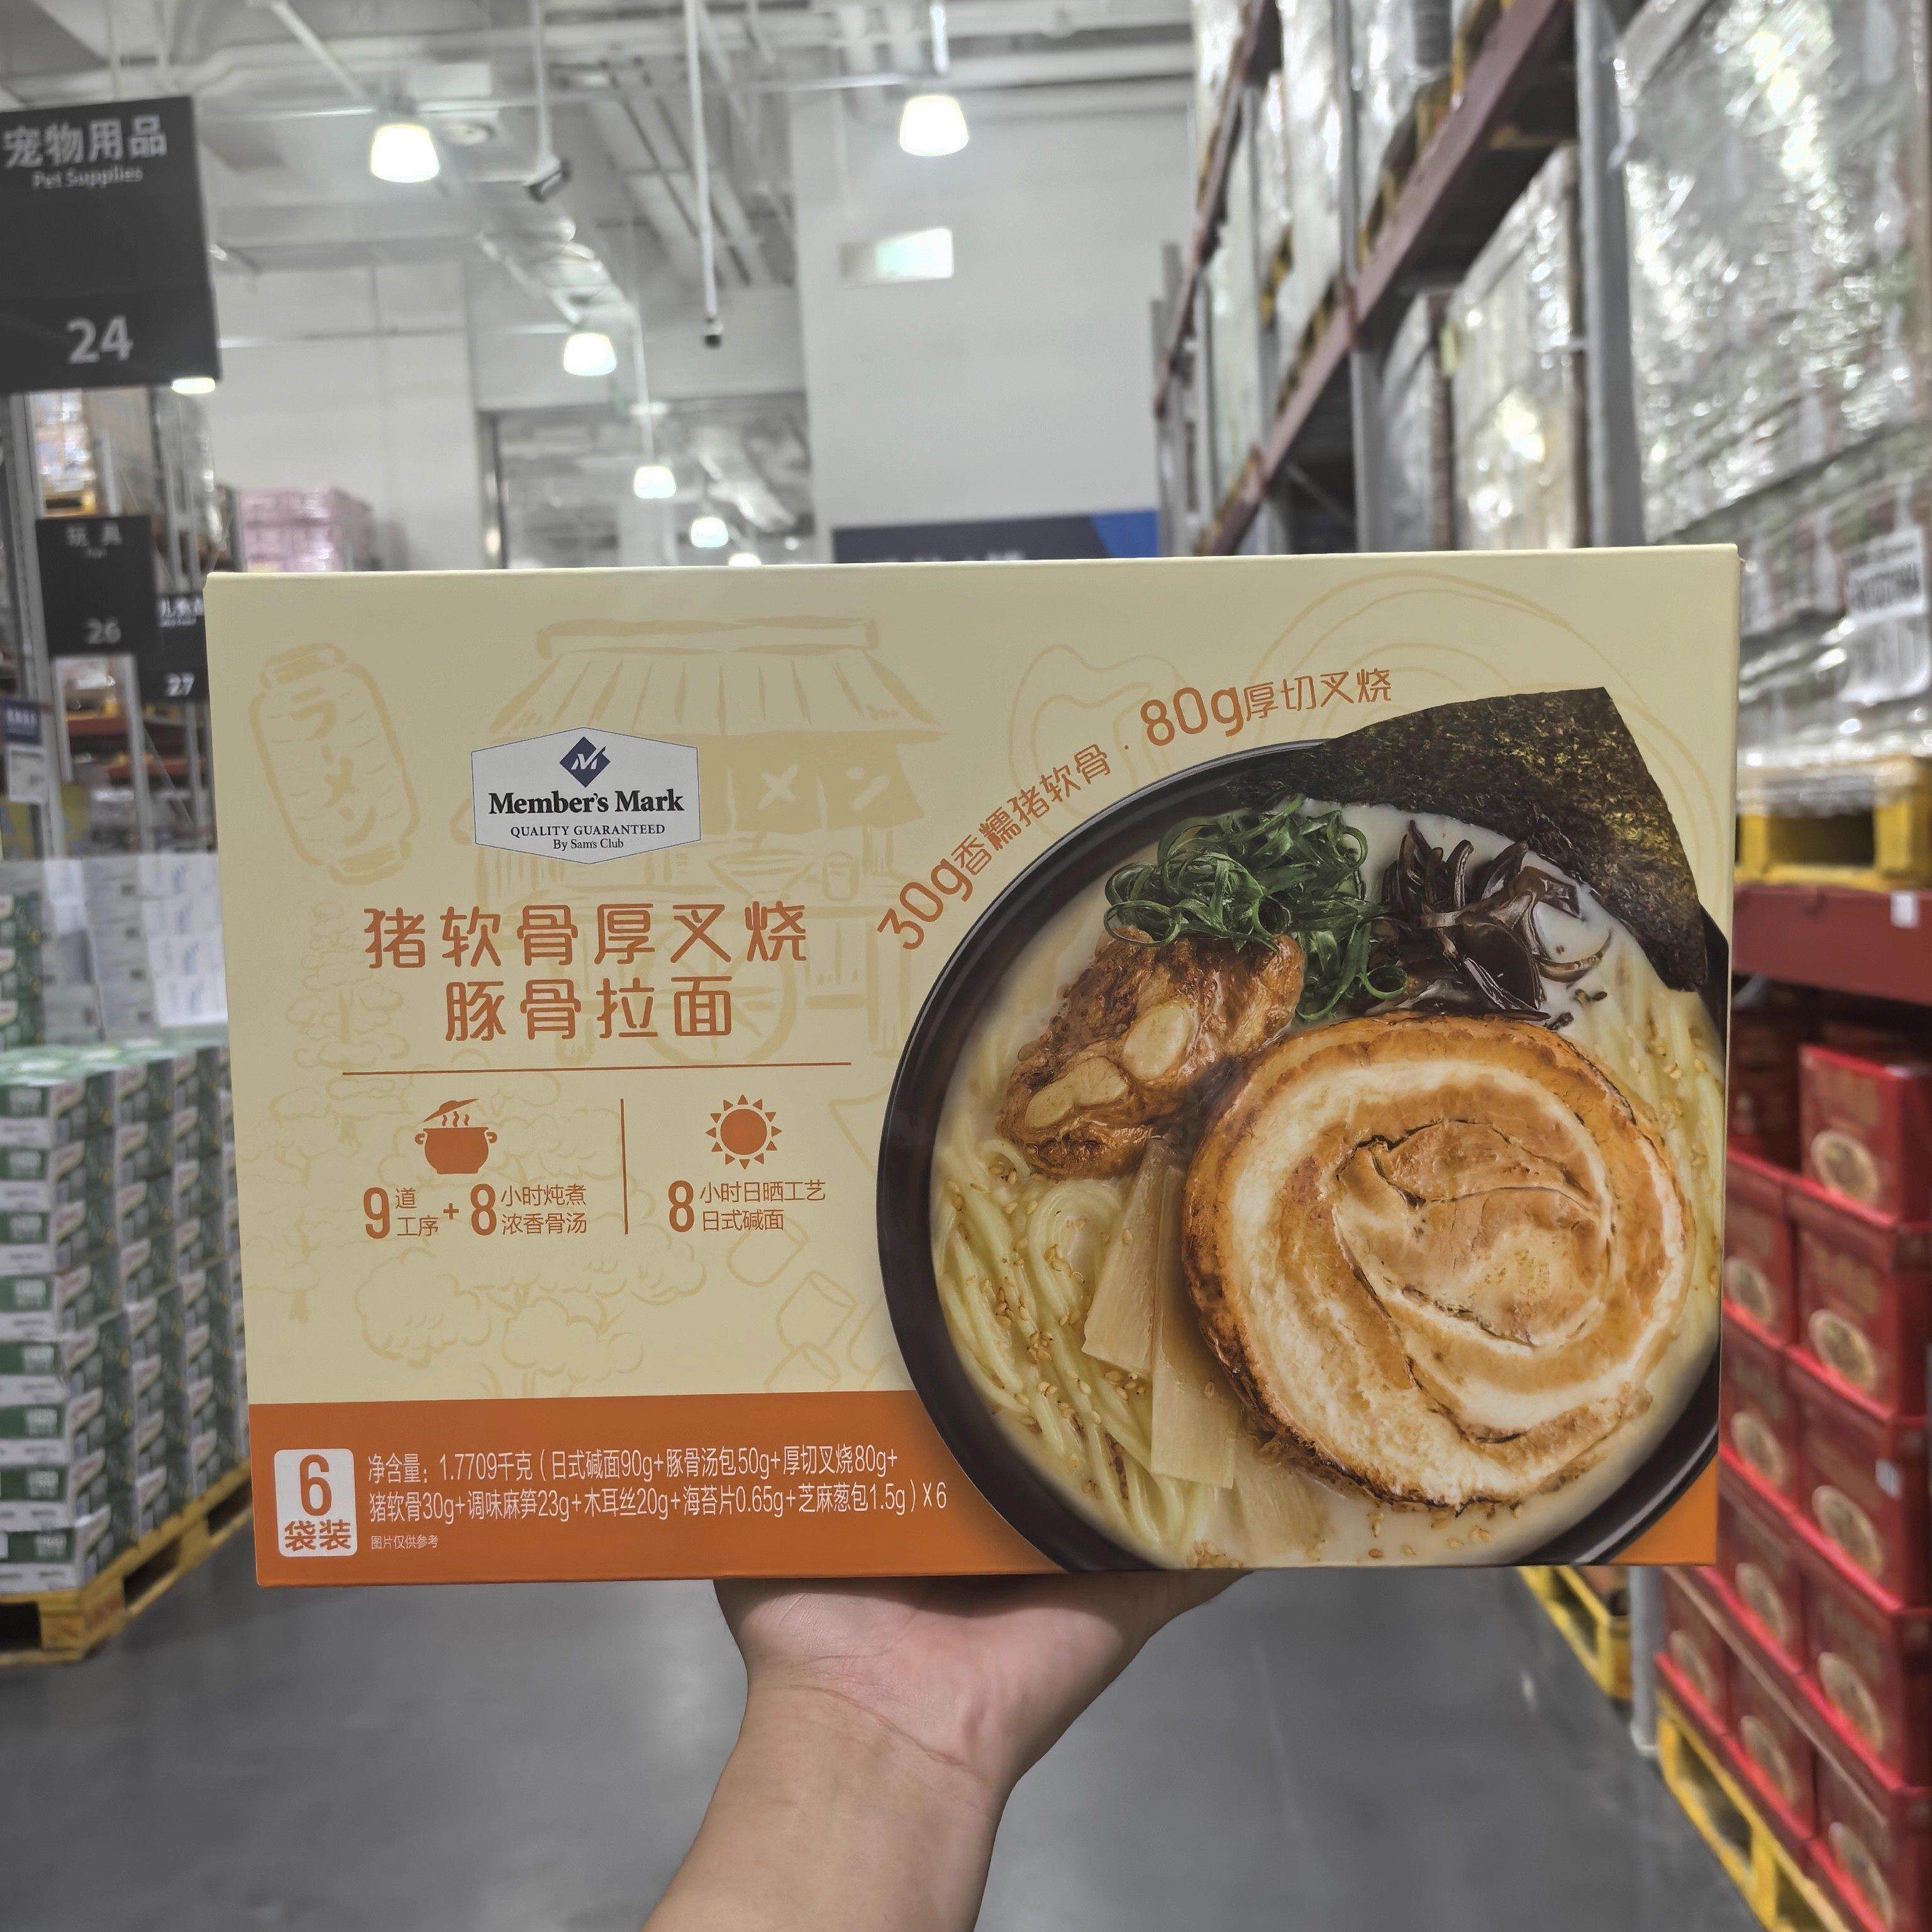 宠物用品
Pet Supplies
24
玩具
26
27
ラーメン
Member's Mark
QUALITY GUARANTEED
By Sam's Club
メン
30g香糯猪软骨·80g厚切叉烧
猪软骨厚叉烧
豚骨拉面
9道工序+8小时炖煮浓香骨汤
8小时日晒工艺日式碱面
6袋装
净含量：1.7709千克（日式碱面90g+豚骨汤包50g+厚切叉烧80g+
猪软骨30g+调味麻笋23g+木耳丝20g+海苔片0.65g+芝麻葱包1.5g）X6
图片仅供参考